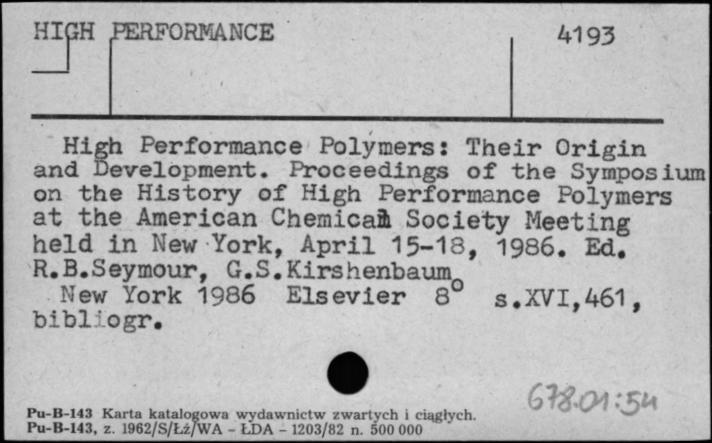 HIGH PERFORMANCE 4193
High Performance Polymers: Their Origin
and Development. Proceedings of the Symposium
on the History of High Performance Polymers
at the American Chemical Society Meeting
held in New York, April 15-18, 1986. Ed.
R.B.Seymour, G.S.Kirshenbaum
New York 1986 Elsevier 8° s.XVI,461,
bibliogr.
678.01:54
Pu-B-143 Karta katalogowa wydawnictw zwartych i ciągłych.
Pu-B-143, z. 1962/S/Łź/WA - ŁDA - 1203/82 n. 500 000